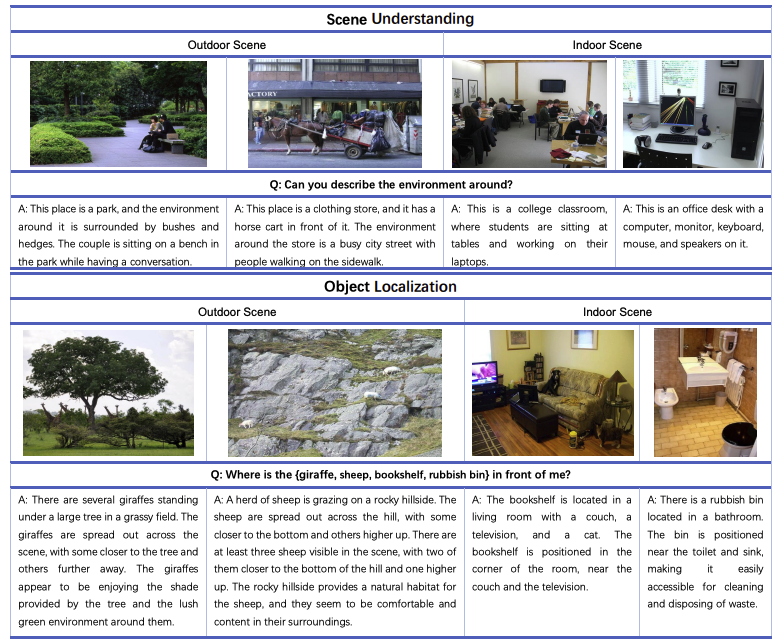 Scene Understanding
Outdoor Scene
Indoor Scene
ACTORY
Q: Can you describe the environment around?
A: This place is a park, and the environment
around it is surrounded by bushes and
hedges. The couple is sitting on a bench in
the park while having a conversation.
A: This place is a clothing store, and it has a
horse cart in front of it. The environment
around the store is a busy city street with
people walking on the sidewalk.
A: This is a college classroom,
where students are sitting at
tables and working on their
laptops.
A: This is an office desk with a
computer, monitor, keyboard,
mouse, and speakers on it.
Object Localization
Outdoor Scene
Indoor Scene
Q: Where is the {giraffe, sheep, bookshelf, rubbish bin} in front of me?
A: There are several giraffes standing
under a large tree in a grassy field. The
giraffes are spread out across the
scene, with some closer to the tree and
others further away. The giraffes
appear to be enjoying the shade
provided by the tree and the lush
green environment around them.
A: A herd of sheep is grazing on a rocky hillside. The
sheep are spread out across the hill, with some
closer to the bottom and others higher up. There are
at least three sheep visible in the scene, with two of
them closer to the bottom of the hill and one higher
up. The rocky hillside provides a natural habitat for
the sheep, and they seem to be comfortable and
content in their surroundings.
A: The bookshelf is located in a
living room with a couch, a
television, and a cat. The
bookshelf is positioned in the
corner of the room, near the
couch and the television.
A: There is a rubbish bin
located in a bathroom.
The bin is positioned
near the toilet and sink,
making it easily
accessible for cleaning
and disposing of waste.